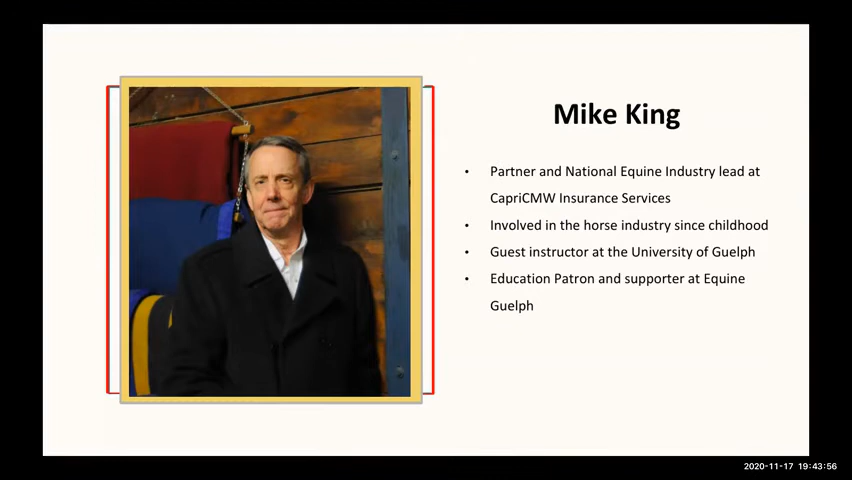 Mike King
• Partner and National Equine Industry lead at
CapriCMW Insurance Services
• Involved in the horse industry since childhood
• Guest instructor at the University of Guelph
• Education Patron and supporter at Equine
Guelph
2020-11-17 19:43:56